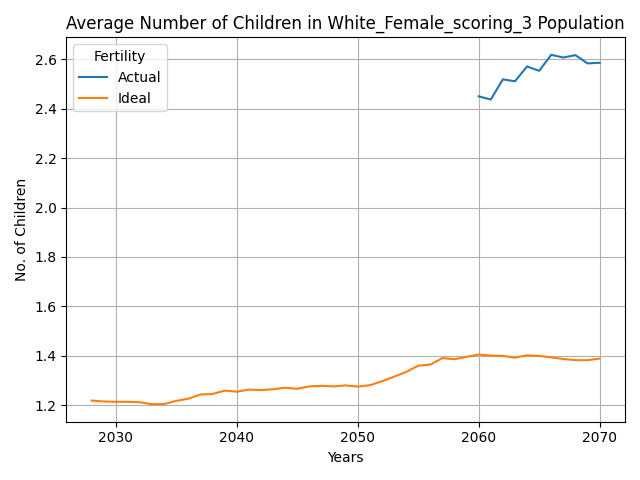 Average Number of Children in White_Female_scoring_3 Population
Fertility
Actual
Ideal
2.6
2.4
2.2
2.0
1.8
1.6
1.4
1.2
No. of Children
2030
2040
2050
2060
2070
Years